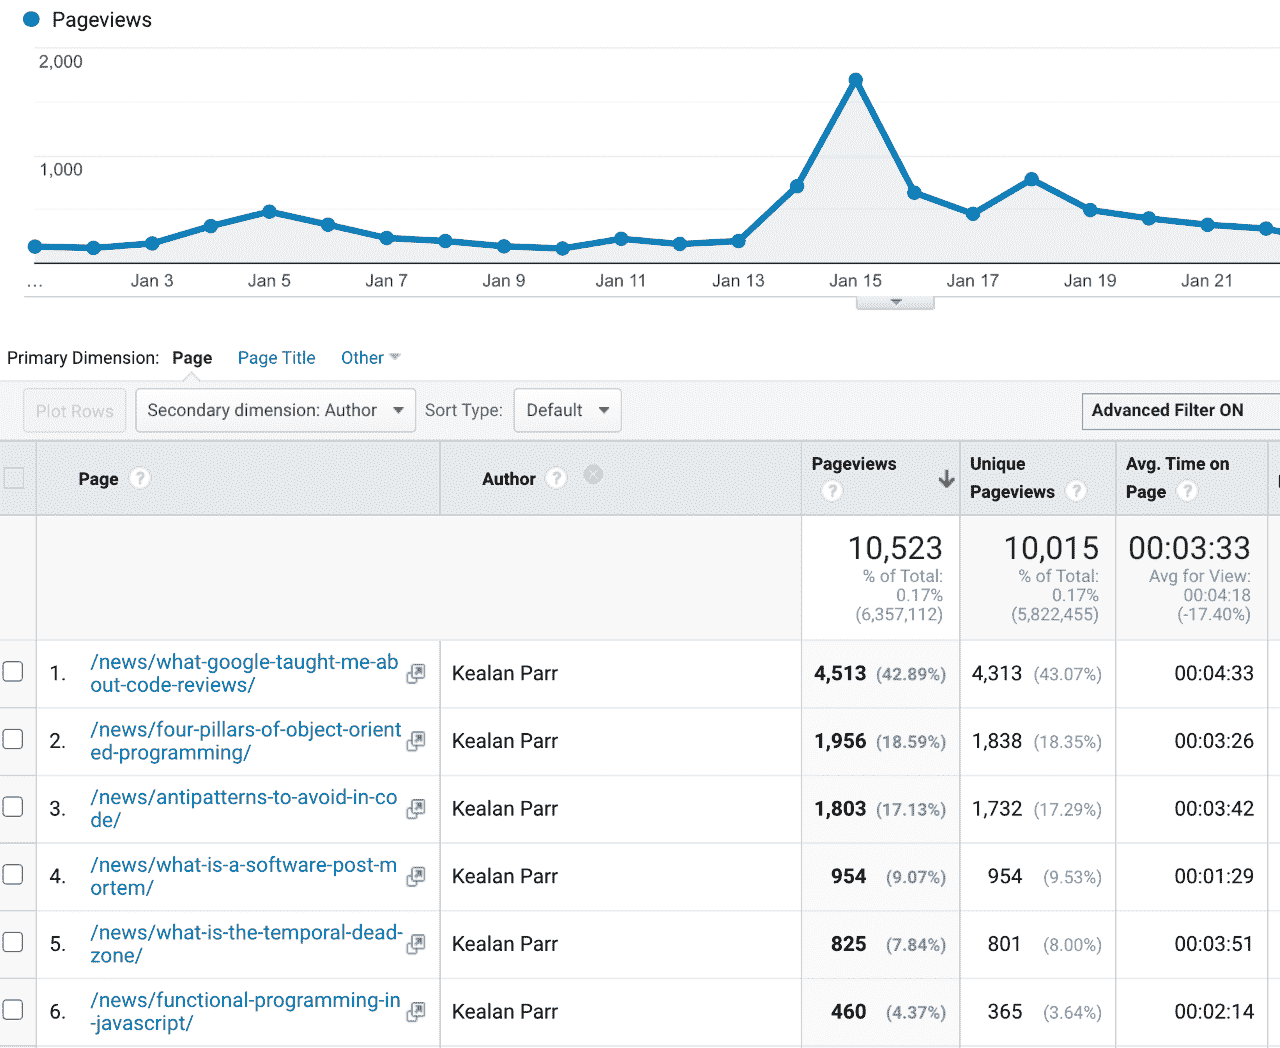 Pageviews
2,000
1,000
...
Jan 3
Jan 5
Jan 7
Jan 9
Jan 11
Jan 13
Jan 15
Jan 17
Jan 19
Jan 21
Primary Dimension: Page Page Title Other
Plot Rows Secondary dimension: Author Sort Type: Default Advanced Filter ON
Page ? Author ? Pageviews ? Unique Pageviews ? Avg. Time on Page ?
10,523
% of Total:
0.17%
(6,357,112)
10,015
% of Total:
0.17%
(5,822,455)
00:03:33
Avg for View:
00:04:18
(-17.40%)
1. /news/what-google-taught-me-ab
out-code-reviews/
Kealan Parr 4,513 (42.89%) 4,313 (43.07%) 00:04:33
2. /news/four-pillars-of-object-orient
ed-programming/
Kealan Parr 1,956 (18.59%) 1,838 (18.35%) 00:03:26
3. /news/antipatterns-to-avoid-in-co
de/
Kealan Parr 1,803 (17.13%) 1,732 (17.29%) 00:03:42
4. /news/what-is-a-software-post-m
ortem/
Kealan Parr 954 (9.07%) 954 (9.53%) 00:01:29
5. /news/what-is-the-temporal-dead-
zone/
Kealan Parr 825 (7.84%) 801 (8.00%) 00:03:51
6. /news/functional-programming-in
-javascript/
Kealan Parr 460 (4.37%) 365 (3.64%) 00:02:14